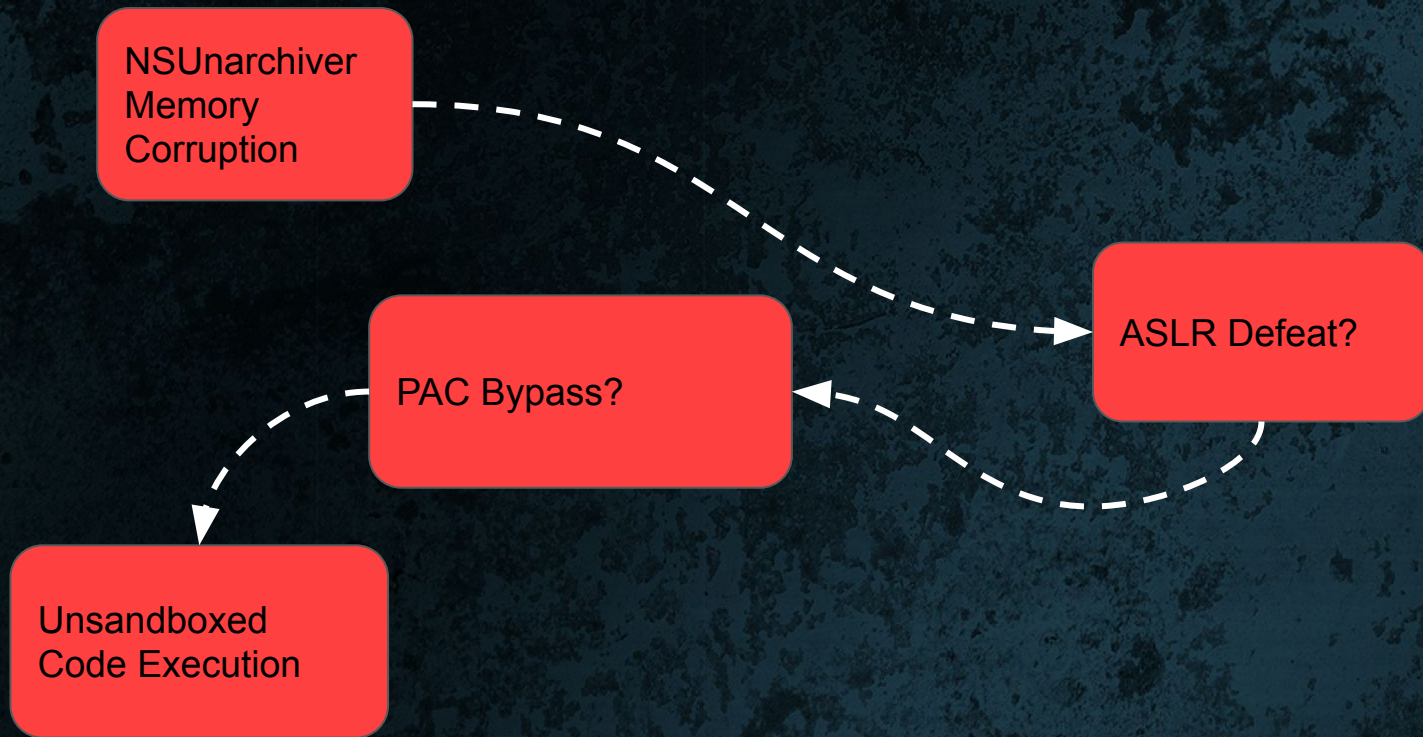 NSUnarchiver
Memory
Corruption
ASLR Defeat?
PAC Bypass?
Unsandboxed
Code Execution